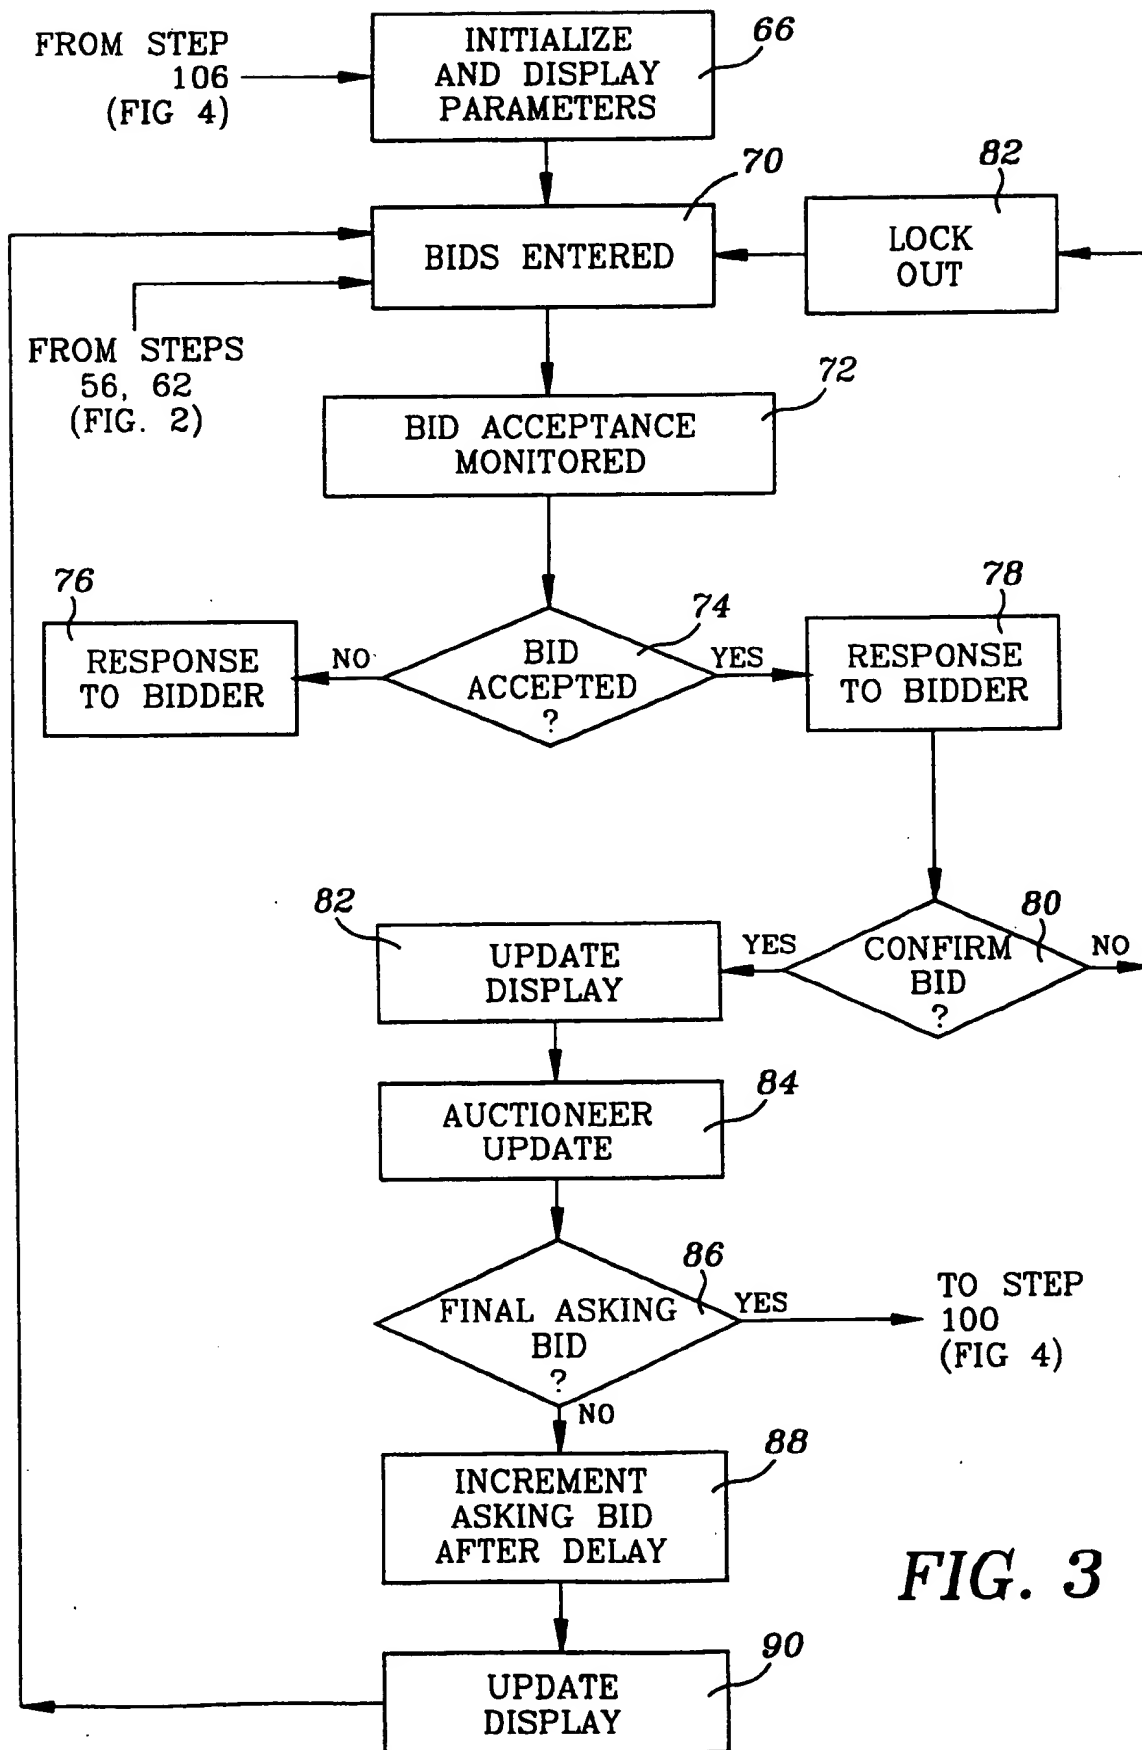 FROM STEP
106
(FIG 4)
INITIALIZE
AND DISPLAY
PARAMETERS
66
70
BIDS ENTERED
82
LOCK
OUT
FROM STEPS
56, 62
(FIG. 2)
72
BID ACCEPTANCE
MONITORED
76
RESPONSE
TO BIDDER
NO
74
BID
ACCEPTED
?
YES
78
RESPONSE
TO BIDDER
80
CONFIRM
BID
?
NO
YES
82
UPDATE
DISPLAY
84
AUCTIONEER
UPDATE
86
FINAL ASKING
BID
?
YES
TO STEP
100
(FIG 4)
NO
88
INCREMENT
ASKING BID
AFTER DELAY
90
UPDATE
DISPLAY
FIG. 3